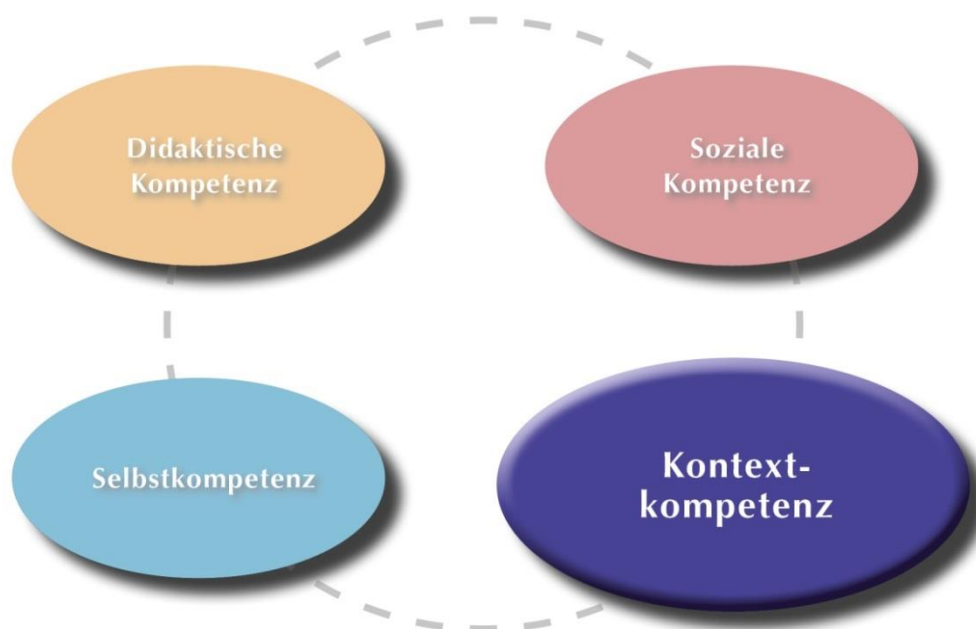 Didaktische
Kompetenz
Soziale
Kompetenz
Selbstkompetenz
Kontext-
kompetenz